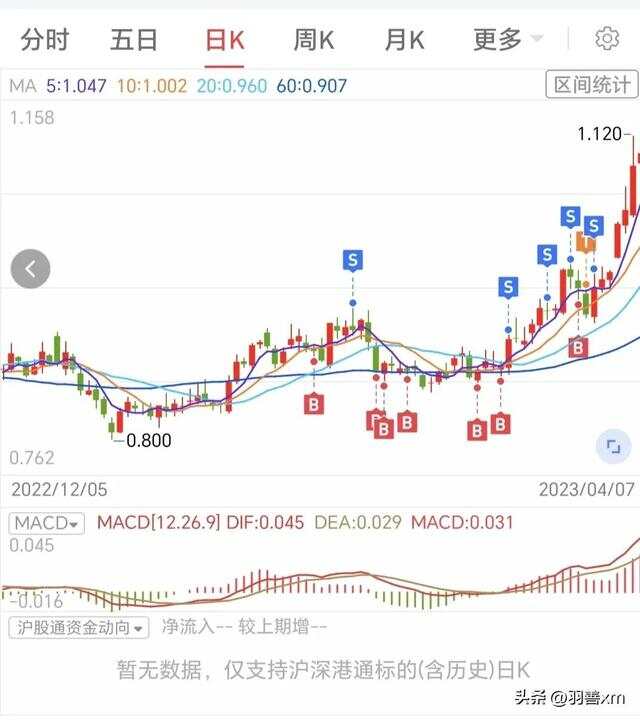 分时 五日 日K 周K 月K 更多
MA 5:1.047 10:1.002 20:0.960 60:0.907 区间统计
1.158
1.120
S
S
S
S
S
T
B
B
B
B
B
B
B
0.800
0.762
2022/12/05 2023/04/07
MACD MACD[12.26.9] DIF:0.045 DEA:0.029 MACD:0.031
0.045
-0.016
沪股通资金动向 净流入-- 较上期增--
暂无数据，仅支持沪深港通标的(含历史)日K
头条 @羽善xm